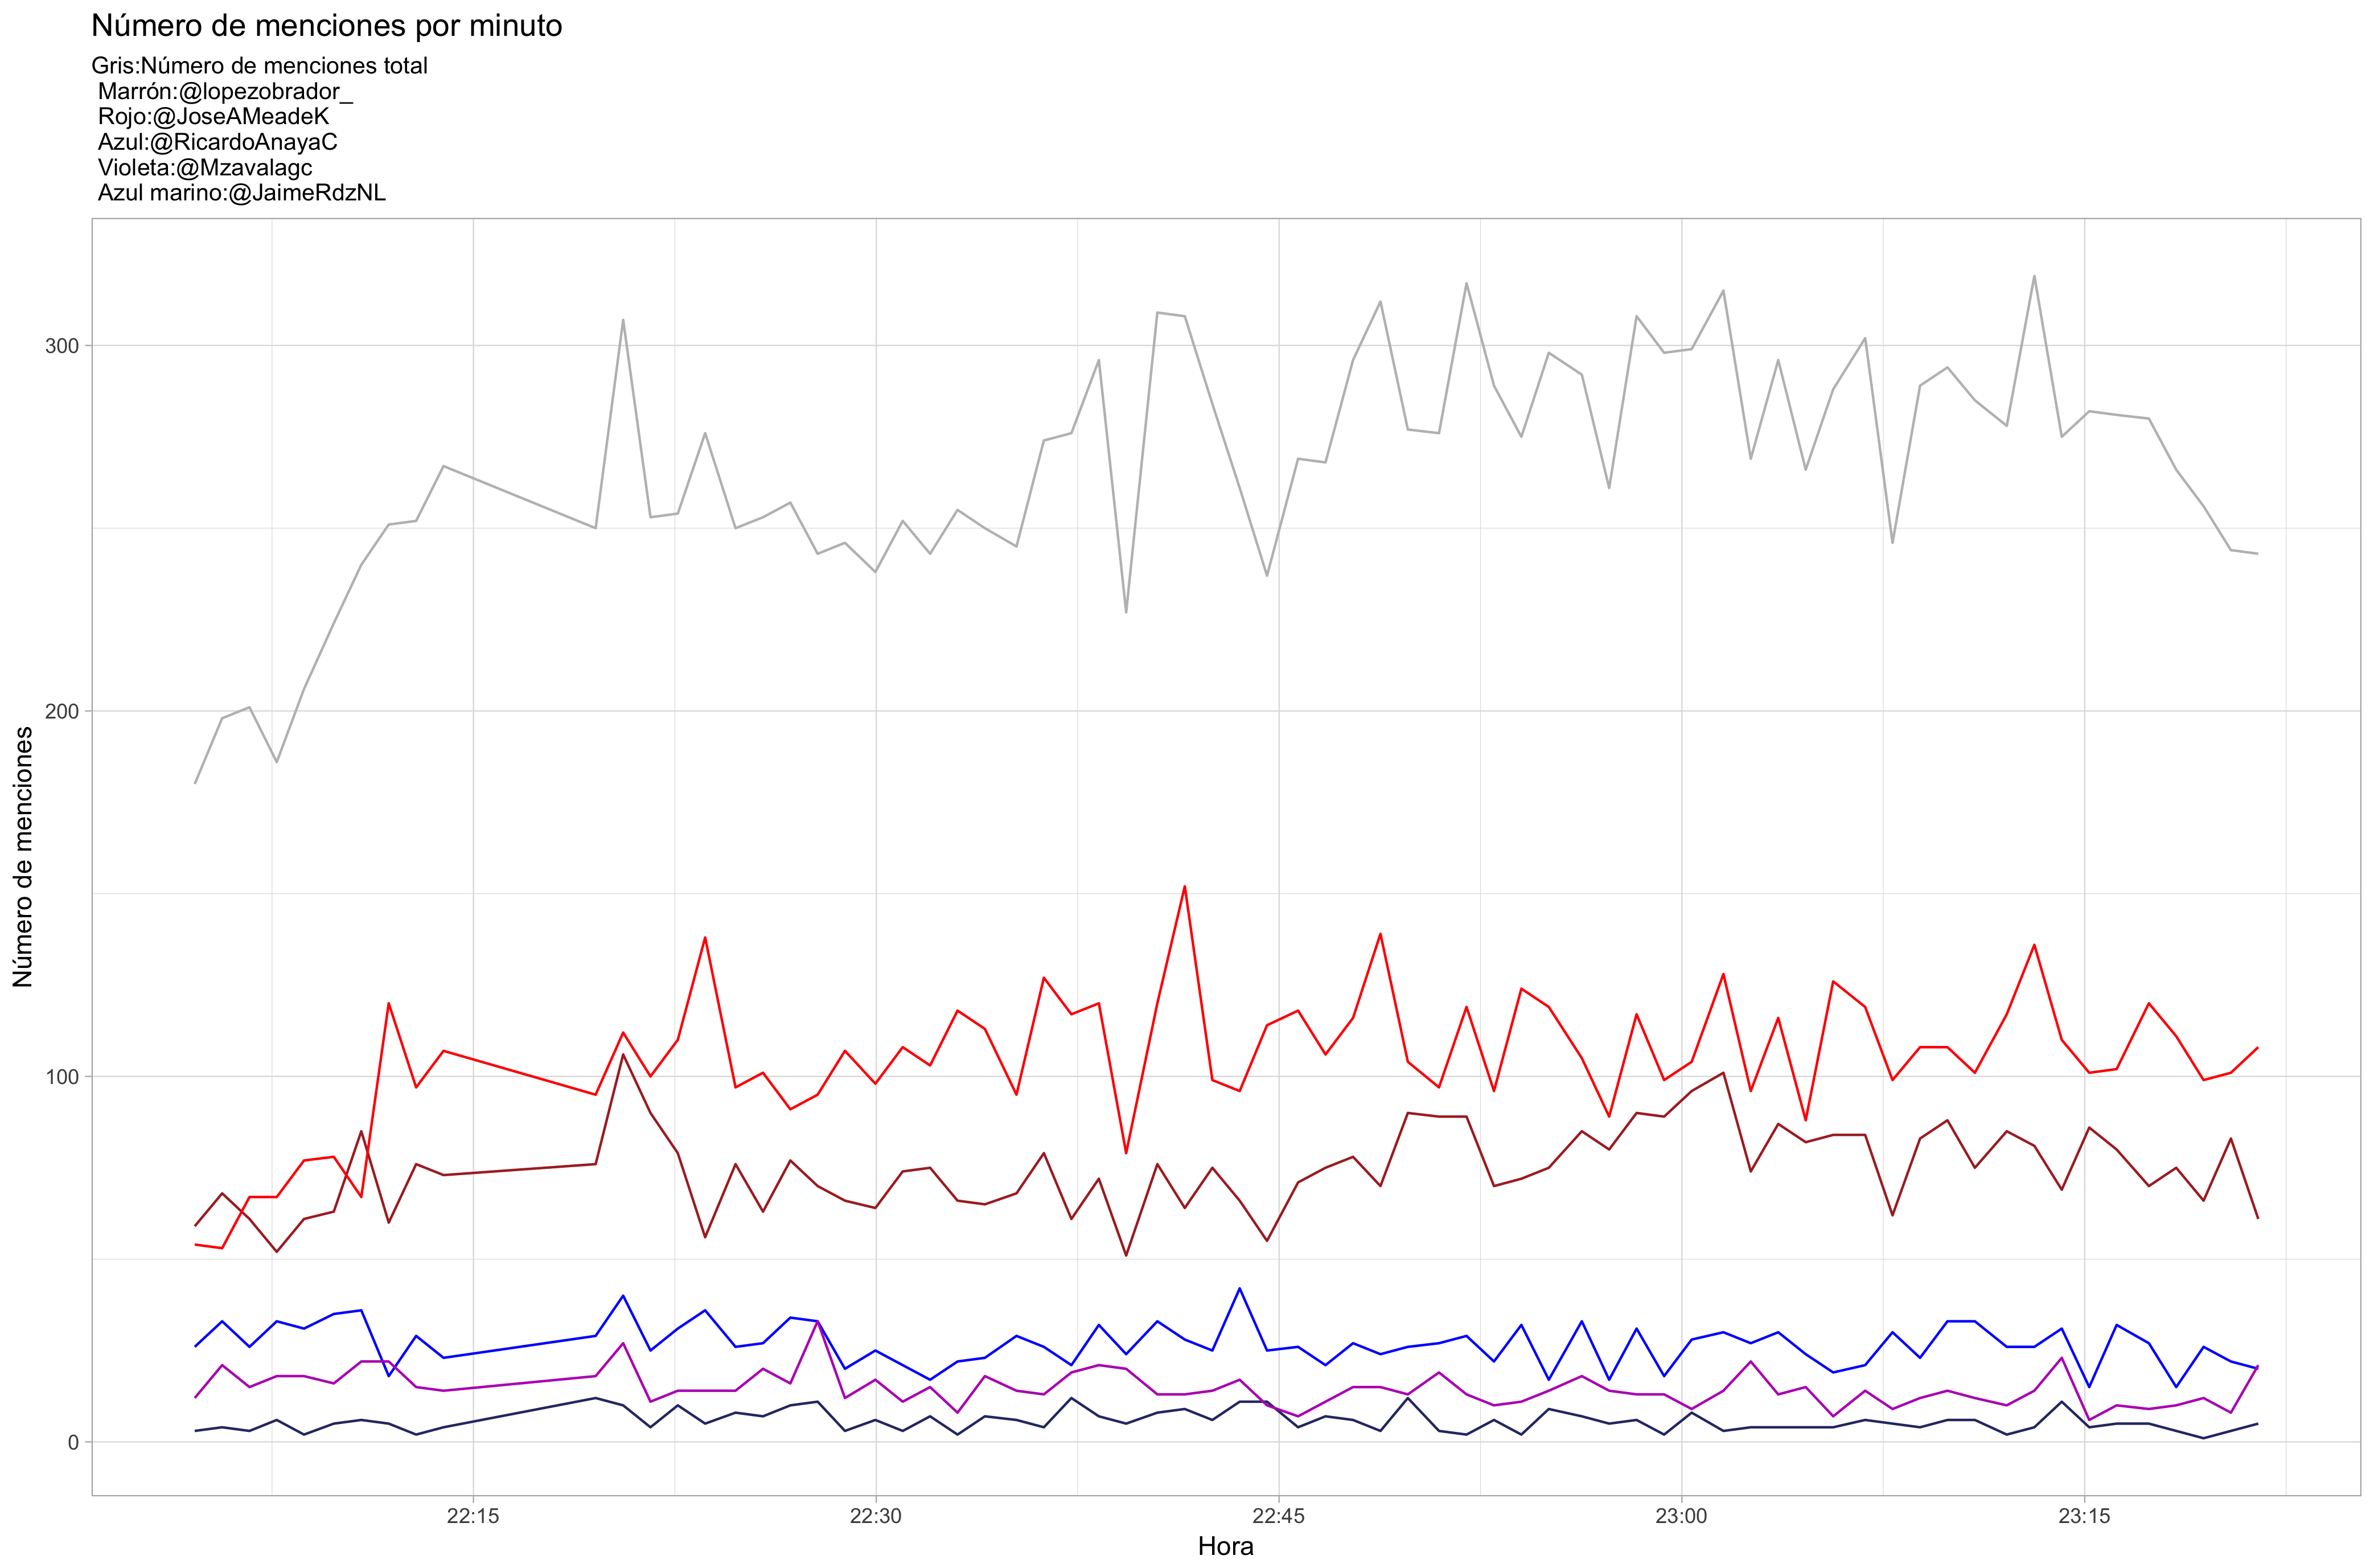 Número de menciones por minuto
Gris:Número de menciones total
Marrón:@lopezobrador_
Rojo:@JoseAMeadeK
Azul:@RicardoAnayaC
Violeta:@Mzavalagc
Azul marino:@JaimeRdzNL
Número de menciones
300
200
100
0
22:15
22:30
22:45
23:00
23:15
Hora